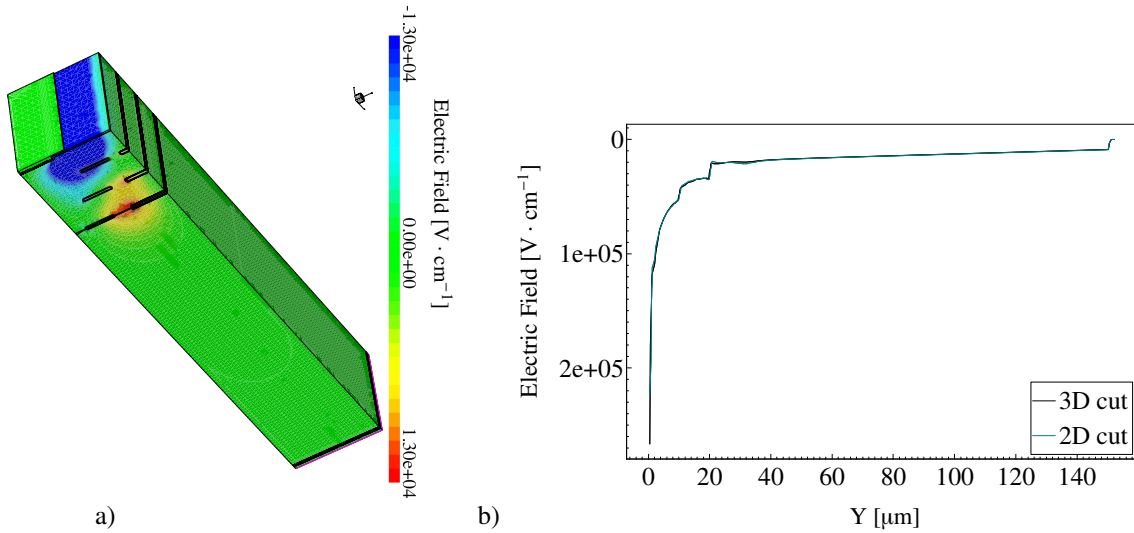 -1.30e+04
0.00e+00
1.30e+04
Electric Field [V · cm⁻¹]
a)
Electric Field [V · cm⁻¹]
0
1e+05
2e+05
0 20 40 60 80 100 120 140
Y [μm]
3D cut
2D cut
b)